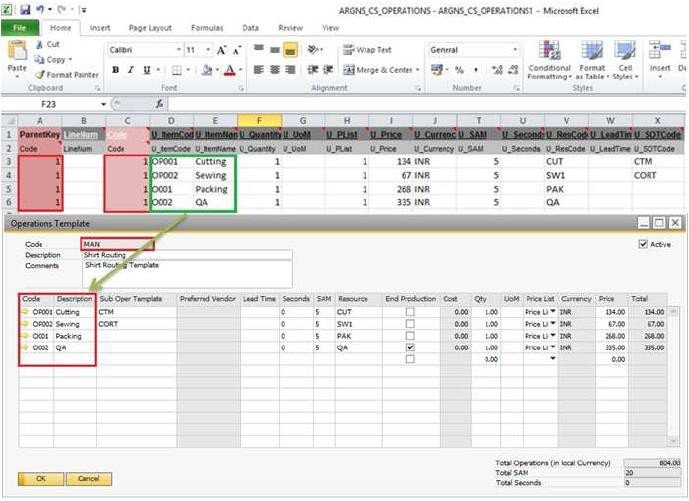 ARGNS_CS_OPERATIONS - ARGNS_CS_OPERATIONS1 - Microsoft Excel
File Home Insert Page Layout Formulas Data Review View
Paste Cut Calibri 11 A A Wrap Text General Conditional Formatting Format as Table Cell Styles Insert
Copy
Format Painter B I U A Merge & Center $ %
Clipboard Font Alignment Number Styles
F23 fx
A B C D E F G H I J T U V W X
1 ParentKey LineNum Code U_ItemCod U_ItemNam U_Quantity U_UoM U_PList U_Price U_Currenc U_SAM U_Second U_ResCod U_LeadTim U_SOTCode
2 Code LineNum Code U_ItemCode U_ItemName U_Quantity U_UoM U_PList U_Price U_Currency U_SAM U_Seconds U_ResCode U_LeadTime U_SOTCode
3 1 1 OP001 Cutting 1 1 134 INR 5 CUT CTM
4 1 1 OP002 Sewing 1 1 67 INR 5 SW1 CORT
5 1 1 O001 Packing 1 1 268 INR 5 PAK
6 1 1 O002 QA 1 1 335 INR 5 QA
Operations Template
Code MAN Active
Description Shirt Routing
Comments Shirt Routing Template
Code Description Sub Oper Template Preferred Vendor Lead Time Seconds SAM Resource End Production Cost Qty UoM Price List Currency Price Total
OP001 Cutting CTM 0 5 CUT 0.00 1.00 Price Li INR 134.00 134.00
OP002 Sewing CORT 0 5 SW1 0.00 1.00 Price Li INR 67.00 67.00
O001 Packing 0 5 PAK 0.00 1.00 Price Li INR 268.00 268.00
O002 QA 0 5 QA 0.00 1.00 Price Li INR 335.00 335.00
0.00 0.00
Total Operations (in local Currency) 804.00
Total SAM 20
Total Seconds 0
OK Cancel